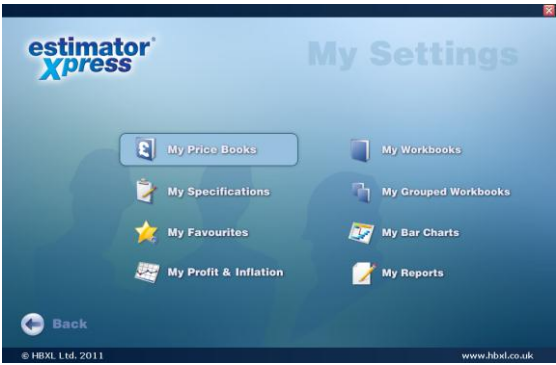 estimator
Xpress
My Settings
£ My Price Books
My Workbooks
My Specifications
My Grouped Workbooks
My Favourites
My Bar Charts
My Profit & Inflation
My Reports
Back
© HBXL Ltd. 2011
www.hbxl.co.uk